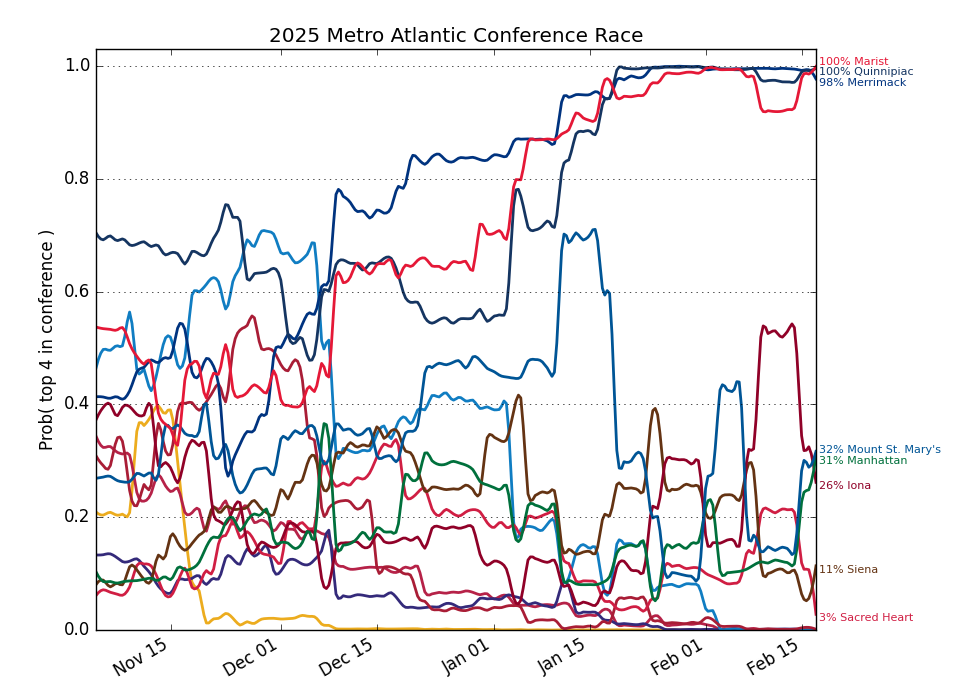 2025 Metro Atlantic Conference Race
Prob( top 4 in conference )
1.0
0.8
0.6
0.4
0.2
0.0
Nov 15
Dec 01
Dec 15
Jan 01
Jan 15
Feb 01
Feb 15
100% Marist
100% Quinnipiac
98% Merrimack
32% Mount St. Mary's
31% Manhattan
26% Iona
11% Siena
3% Sacred Heart